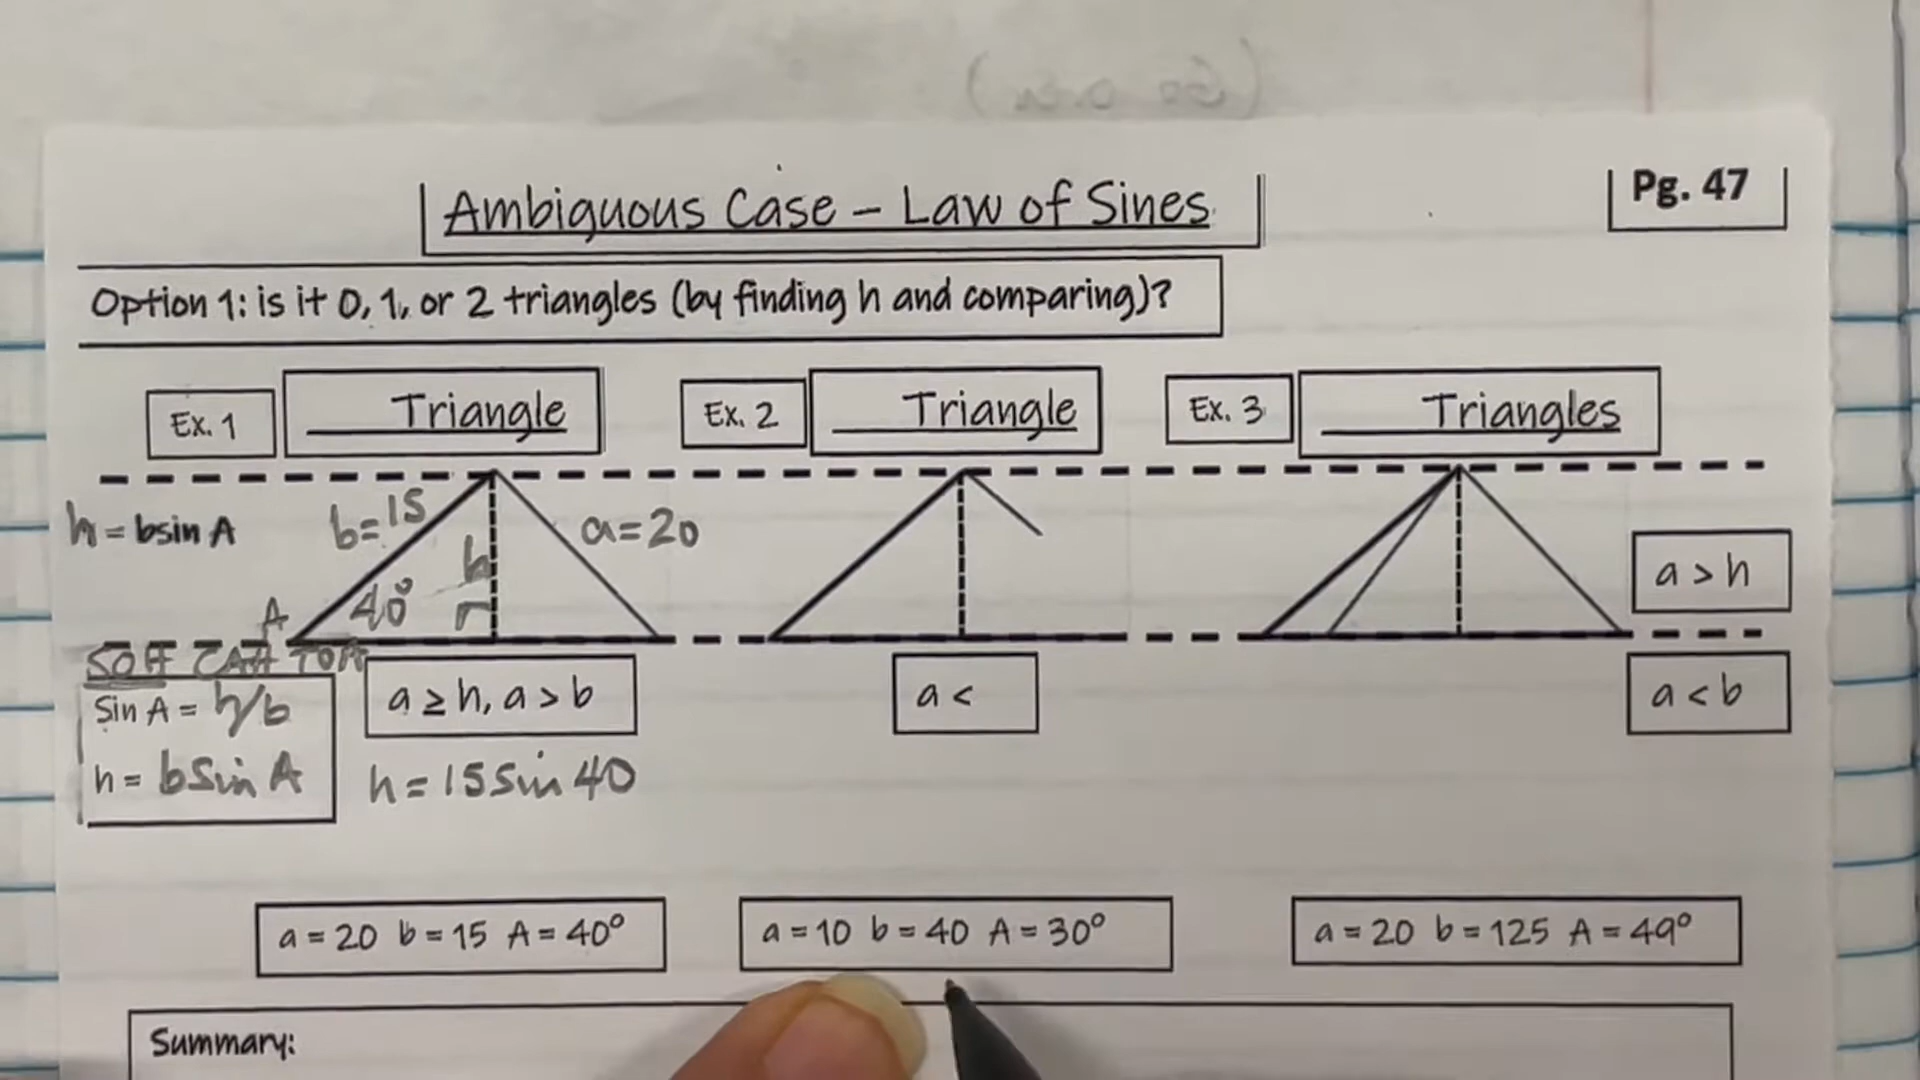 Ambiguous Case - Law of Sines
Pg. 47
Option 1: is it 0, 1, or 2 triangles (by finding h and comparing)?
Ex. 1
Triangle
Ex. 2
Triangle
Ex. 3
Triangles
h = bsin A
b=15
a=20
h
A
40°
a > h
SOH CAH TOA
Sin A = h/b
h = bSin A
a ≥ h, a > b
h = 15 Sin 40
a <
a < b
a = 20 b = 15 A = 40°
a = 10 b = 40 A = 30°
a = 20 b = 125 A = 49°
Summary: